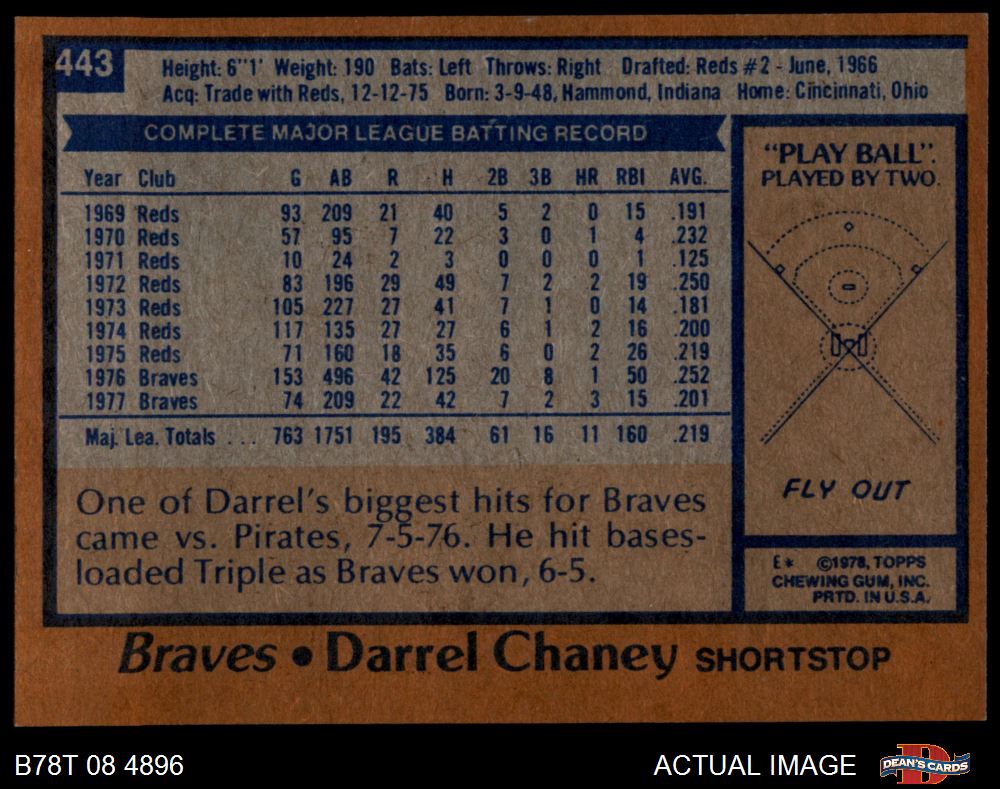 443
Height: 6"1' Weight: 190 Bats: Left Throws: Right Drafted: Reds #2 - June, 1966
Acq: Trade with Reds, 12-12-75 Born: 3-9-48, Hammond, Indiana Home: Cincinnati, Ohio
COMPLETE MAJOR LEAGUE BATTING RECORD
Year Club G AB R H 2B 3B HR RBI AVG.
1969 Reds 93 209 21 40 5 2 0 15 .191
1970 Reds 57 95 7 22 3 0 1 4 .232
1971 Reds 10 24 2 3 0 0 0 1 .125
1972 Reds 83 196 29 49 7 2 2 19 .250
1973 Reds 105 227 27 41 7 1 0 14 .181
1974 Reds 117 135 27 27 6 1 2 16 .200
1975 Reds 71 160 18 35 6 0 2 26 .219
1976 Braves 153 496 42 125 20 8 1 50 .252
1977 Braves 74 209 22 42 7 2 3 15 .201
Maj. Lea. Totals ... 763 1751 195 384 61 16 11 160 .219
One of Darrel's biggest hits for Braves
came vs. Pirates, 7-5-76. He hit bases-
loaded Triple as Braves won, 6-5.
"PLAY BALL".
PLAYED BY TWO.
FLY OUT
E* ©1978, TOPPS
CHEWING GUM, INC.
PRTD. IN U.S.A.
Braves • Darrel Chaney SHORTSTOP
B78T 08 4896 ACTUAL IMAGE
D
DEAN'S CARDS